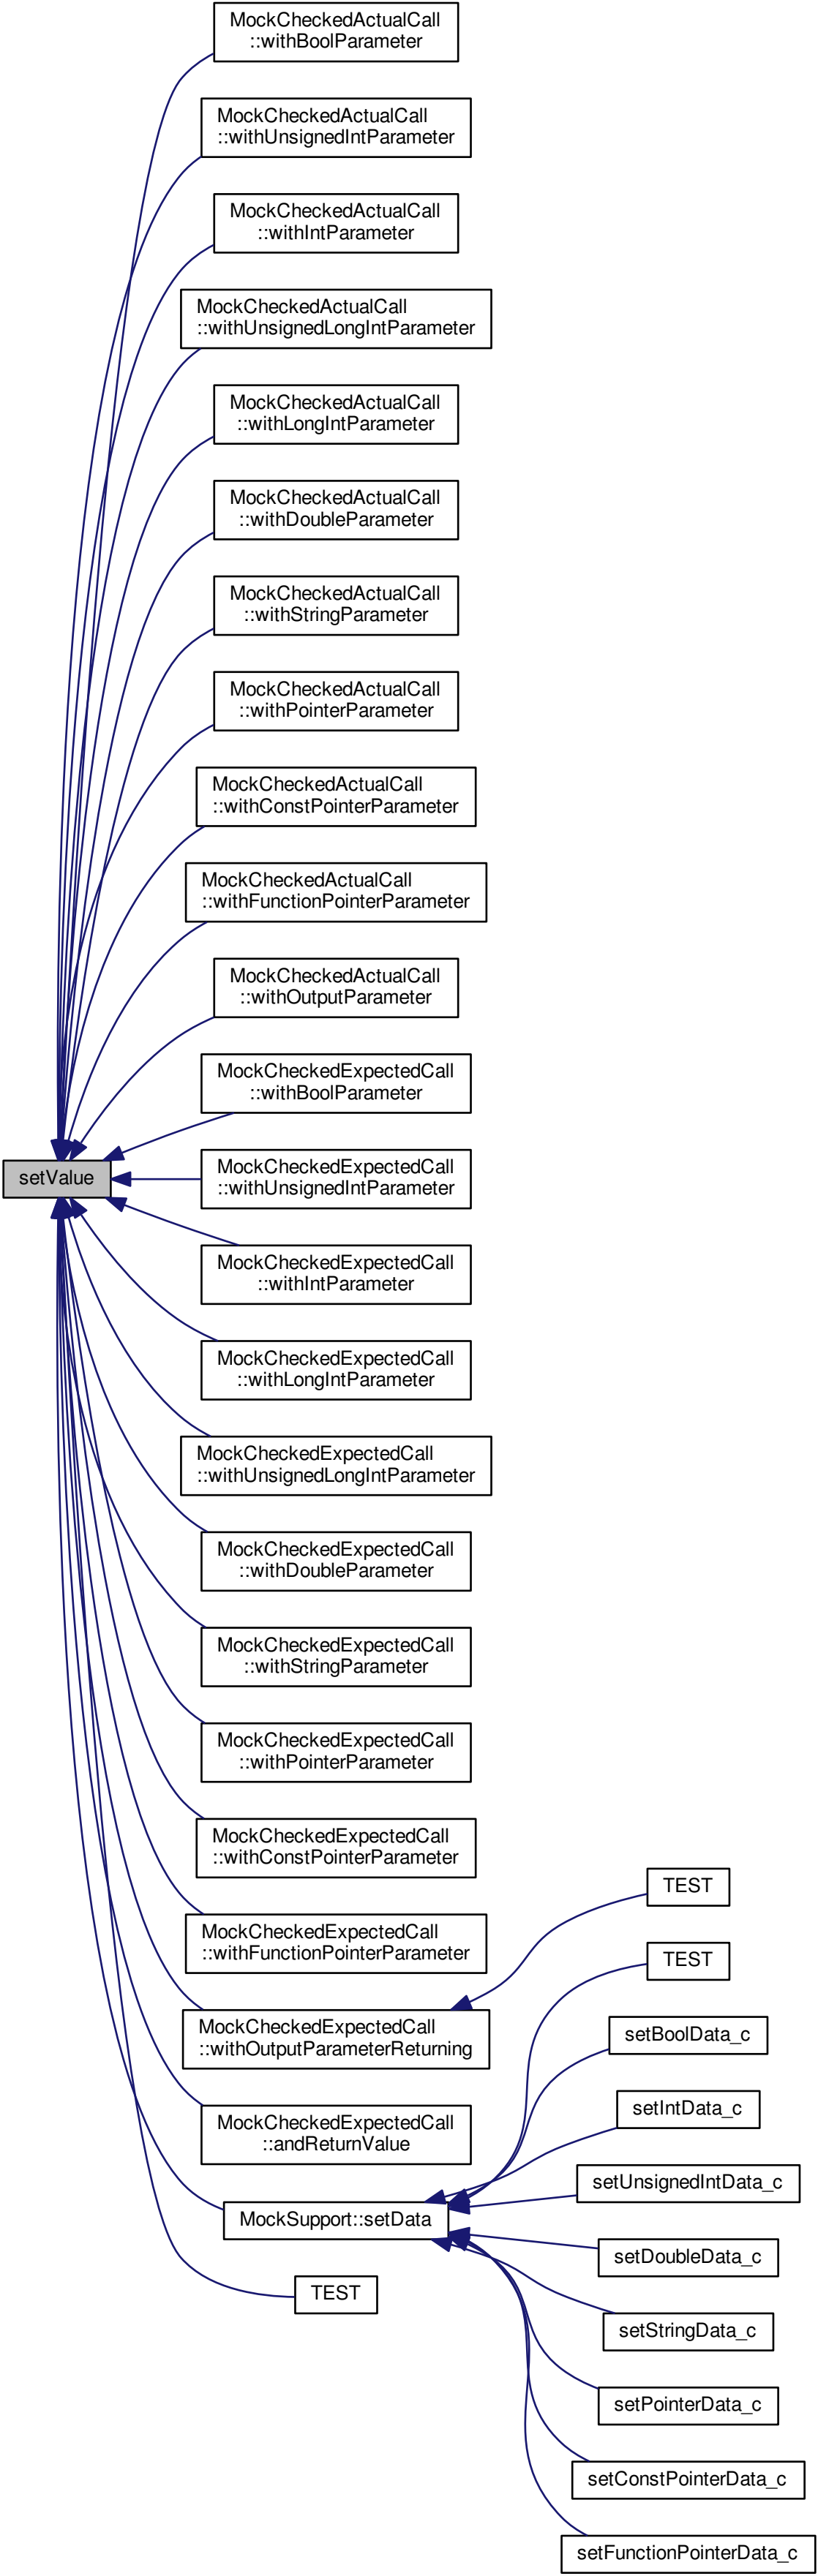 MockCheckedActualCall
::withBoolParameter
MockCheckedActualCall
::withUnsignedIntParameter
MockCheckedActualCall
::withIntParameter
MockCheckedActualCall
::withUnsignedLongIntParameter
MockCheckedActualCall
::withLongIntParameter
MockCheckedActualCall
::withDoubleParameter
MockCheckedActualCall
::withStringParameter
MockCheckedActualCall
::withPointerParameter
MockCheckedActualCall
::withConstPointerParameter
MockCheckedActualCall
::withFunctionPointerParameter
MockCheckedActualCall
::withOutputParameter
MockCheckedExpectedCall
::withBoolParameter
setValue
MockCheckedExpectedCall
::withUnsignedIntParameter
MockCheckedExpectedCall
::withIntParameter
MockCheckedExpectedCall
::withLongIntParameter
MockCheckedExpectedCall
::withUnsignedLongIntParameter
MockCheckedExpectedCall
::withDoubleParameter
MockCheckedExpectedCall
::withStringParameter
MockCheckedExpectedCall
::withPointerParameter
MockCheckedExpectedCall
::withConstPointerParameter
MockCheckedExpectedCall
::withFunctionPointerParameter
MockCheckedExpectedCall
::withOutputParameterReturning
MockCheckedExpectedCall
::andReturnValue
MockSupport::setData
TEST
TEST
TEST
setBoolData_c
setIntData_c
setUnsignedIntData_c
setDoubleData_c
setStringData_c
setPointerData_c
setConstPointerData_c
setFunctionPointerData_c